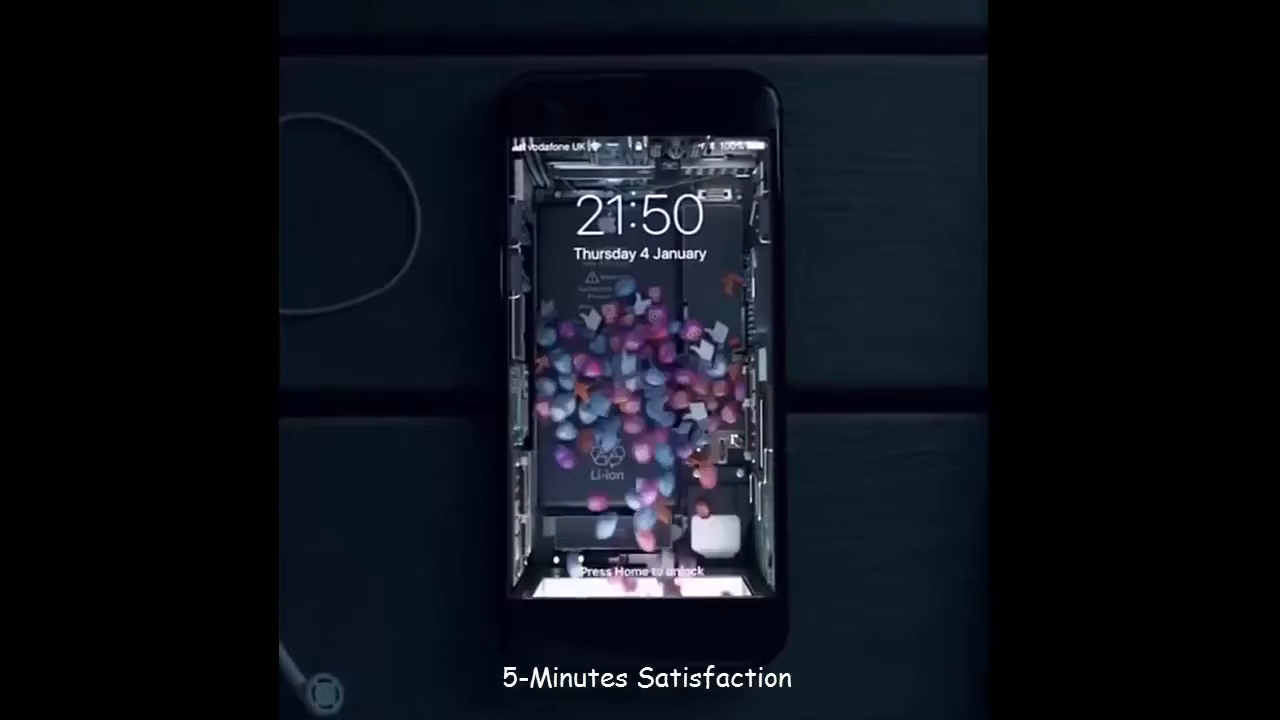 vodafone UK
100%
21:50
Thursday 4 January
Li-ion
Press Home to unlock
5-Minutes Satisfaction